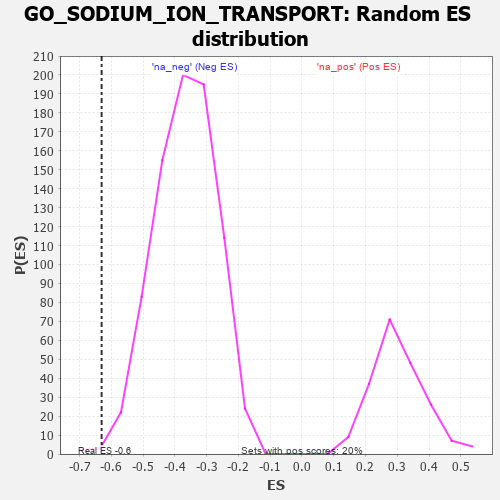 GO_SODIUM_ION_TRANSPORT: Random ES
distribution
'na_neg' (Neg ES)
'na_pos' (Pos ES)
210
200
190
180
170
160
150
140
130
120
110
100
90
80
70
60
50
40
30
20
10
0
P(ES)
Real ES -0.6
Sets with pos scores: 20%
-0.7 -0.6 -0.5 -0.4 -0.3 -0.2 -0.1 0.0 0.1 0.2 0.3 0.4 0.5
ES